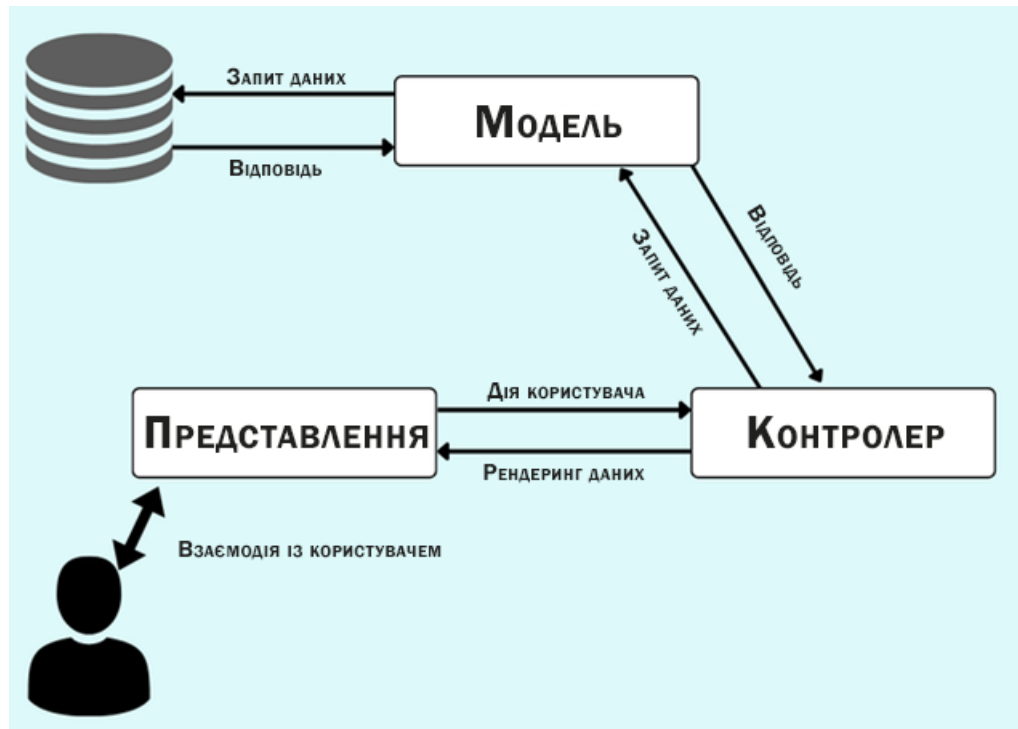 Запит даних
Модель
Відповідь
Відповідь
Запит даних
Дія користувача
Представлення
Контролер
Рендеринг даних
Взаємодія із користувачем